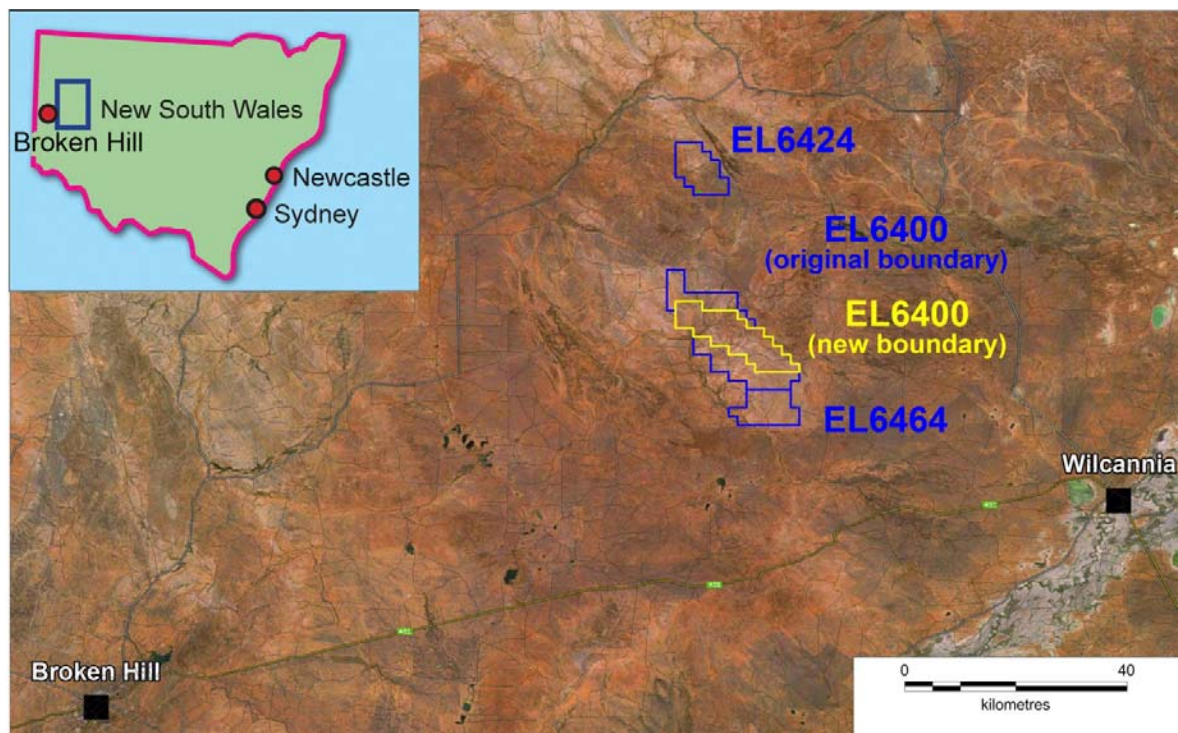 New South Wales
Broken Hill
Newcastle
Sydney
EL6424
EL6400
(original boundary)
EL6400
(new boundary)
EL6464
Wilcannia
Broken Hill
0 40
kilometres